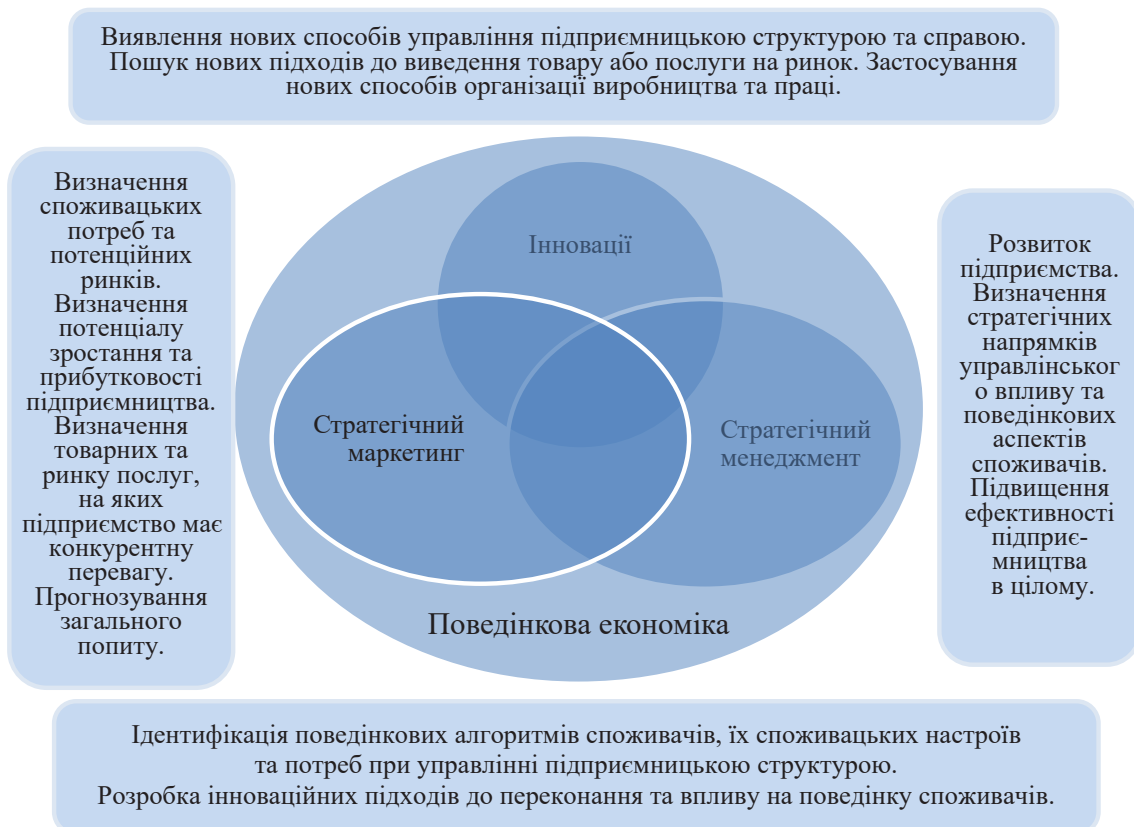 Виявлення нових способів управління підприємницькою структурою та справою.
Пошук нових підходів до виведення товару або послуги на ринок. Застосування
нових способів організації виробництва та праці.
Визначення
споживацьких
потреб та
потенційних
ринків.
Визначення
потенціалу
зростання та
прибутковості
підприємництва.
Визначення
товарних та
ринку послуг,
на яких
підприємство має
конкурентну
перевагу.
Прогнозування
загального
попиту.
Інновації
Стратегічний
маркетинг
Стратегічний
менеджмент
Поведінкова економіка
Розвиток
підприємства.
Визначення
стратегічних
напрямків
управлінськог
о впливу та
поведінкових
аспектів
споживачів.
Підвищення
ефективності
підприє-
мництва
в цілому.
Ідентифікація поведінкових алгоритмів споживачів, їх споживацьких настроїв
та потреб при управлінні підприємницькою структурою.
Розробка інноваційних підходів до переконання та впливу на поведінку споживачів.